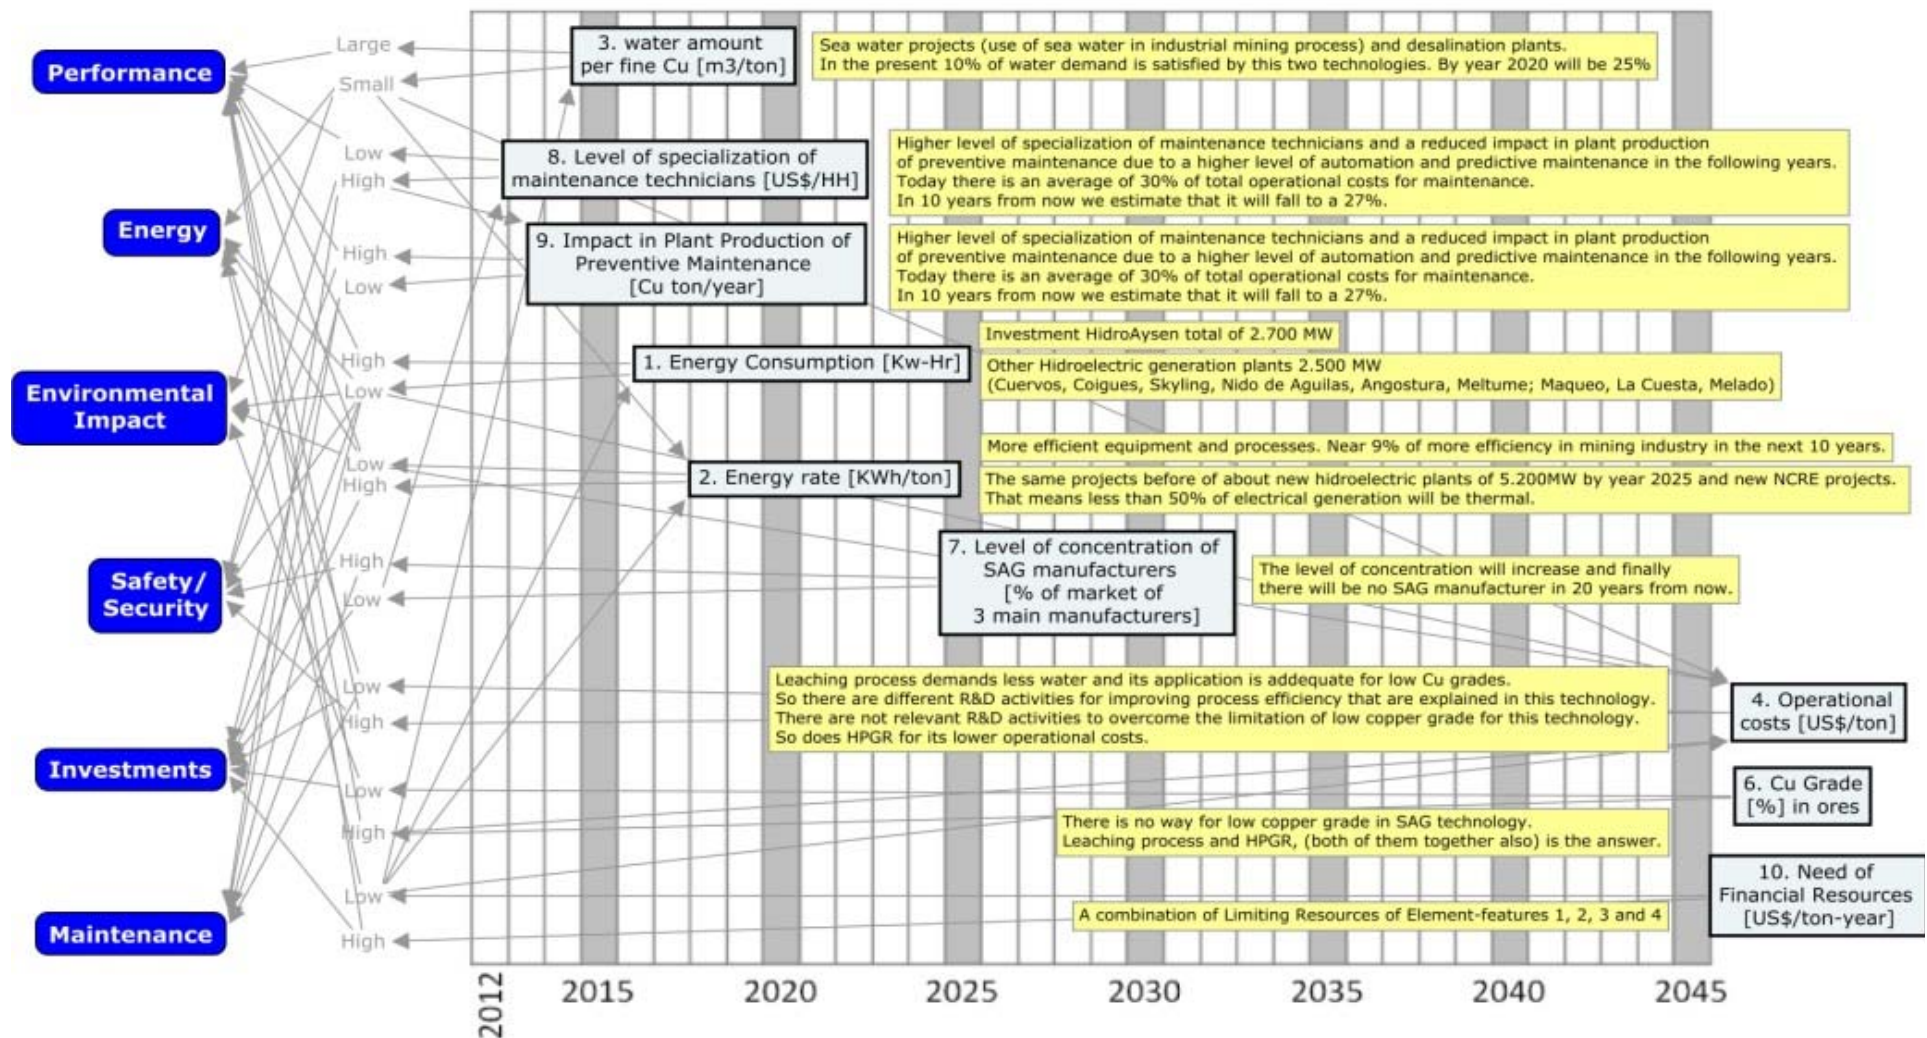 Performance
Energy
Environmental
Impact
Safety/
Security
Investments
Maintenance
Large
Small
Low
High
High
Low
High
Low
Low
High
High
Low
Low
High
Low
High
Low
High
3. water amount
per fine Cu [m3/ton]
Sea water projects (use of sea water in industrial mining process) and desalination plants.
In the present 10% of water demand is satisfied by this two technologies. By year 2020 will be 25%
8. Level of specialization of
maintenance technicians [US$/HH]
Higher level of specialization of maintenance technicians and a reduced impact in plant production
of preventive maintenance due to a higher level of automation and predictive maintenance in the following years.
Today there is an average of 30% of total operational costs for maintenance.
In 10 years from now we estimate that it will fall to a 27%.
9. Impact in Plant Production of
Preventive Maintenance
[Cu ton/year]
Higher level of specialization of maintenance technicians and a reduced impact in plant production
of preventive maintenance due to a higher level of automation and predictive maintenance in the following years.
Today there is an average of 30% of total operational costs for maintenance.
In 10 years from now we estimate that it will fall to a 27%.
1. Energy Consumption [Kw-Hr]
Investment HidroAysen total of 2.700 MW
Other Hidroelectric generation plants 2.500 MW
(Cuervos, Coigues, Skyling, Nido de Aguilas, Angostura, Meltume; Maqueo, La Cuesta, Melado)
2. Energy rate [KWh/ton]
More efficient equipment and processes. Near 9% of more efficiency in mining industry in the next 10 years.
The same projects before of about new hidroelectric plants of 5.200MW by year 2025 and new NCRE projects.
That means less than 50% of electrical generation will be thermal.
7. Level of concentration of
SAG manufacturers
[% of market of
3 main manufacturers]
The level of concentration will increase and finally
there will be no SAG manufacturer in 20 years from now.
Leaching process demands less water and its application is addequate for low Cu grades.
So there are different R&D activities for improving process efficiency that are explained in this technology.
There are not relevant R&D activities to overcome the limitation of low copper grade for this technology.
So does HPGR for its lower operational costs.
4. Operational
costs [US$/ton]
6. Cu Grade
[%] in ores
There is no way for low copper grade in SAG technology.
Leaching process and HPGR, (both of them together also) is the answer.
10. Need of
Financial Resources
[US$/ton-year]
A combination of Limiting Resources of Element-features 1, 2, 3 and 4
2012
2015
2020
2025
2030
2035
2040
2045